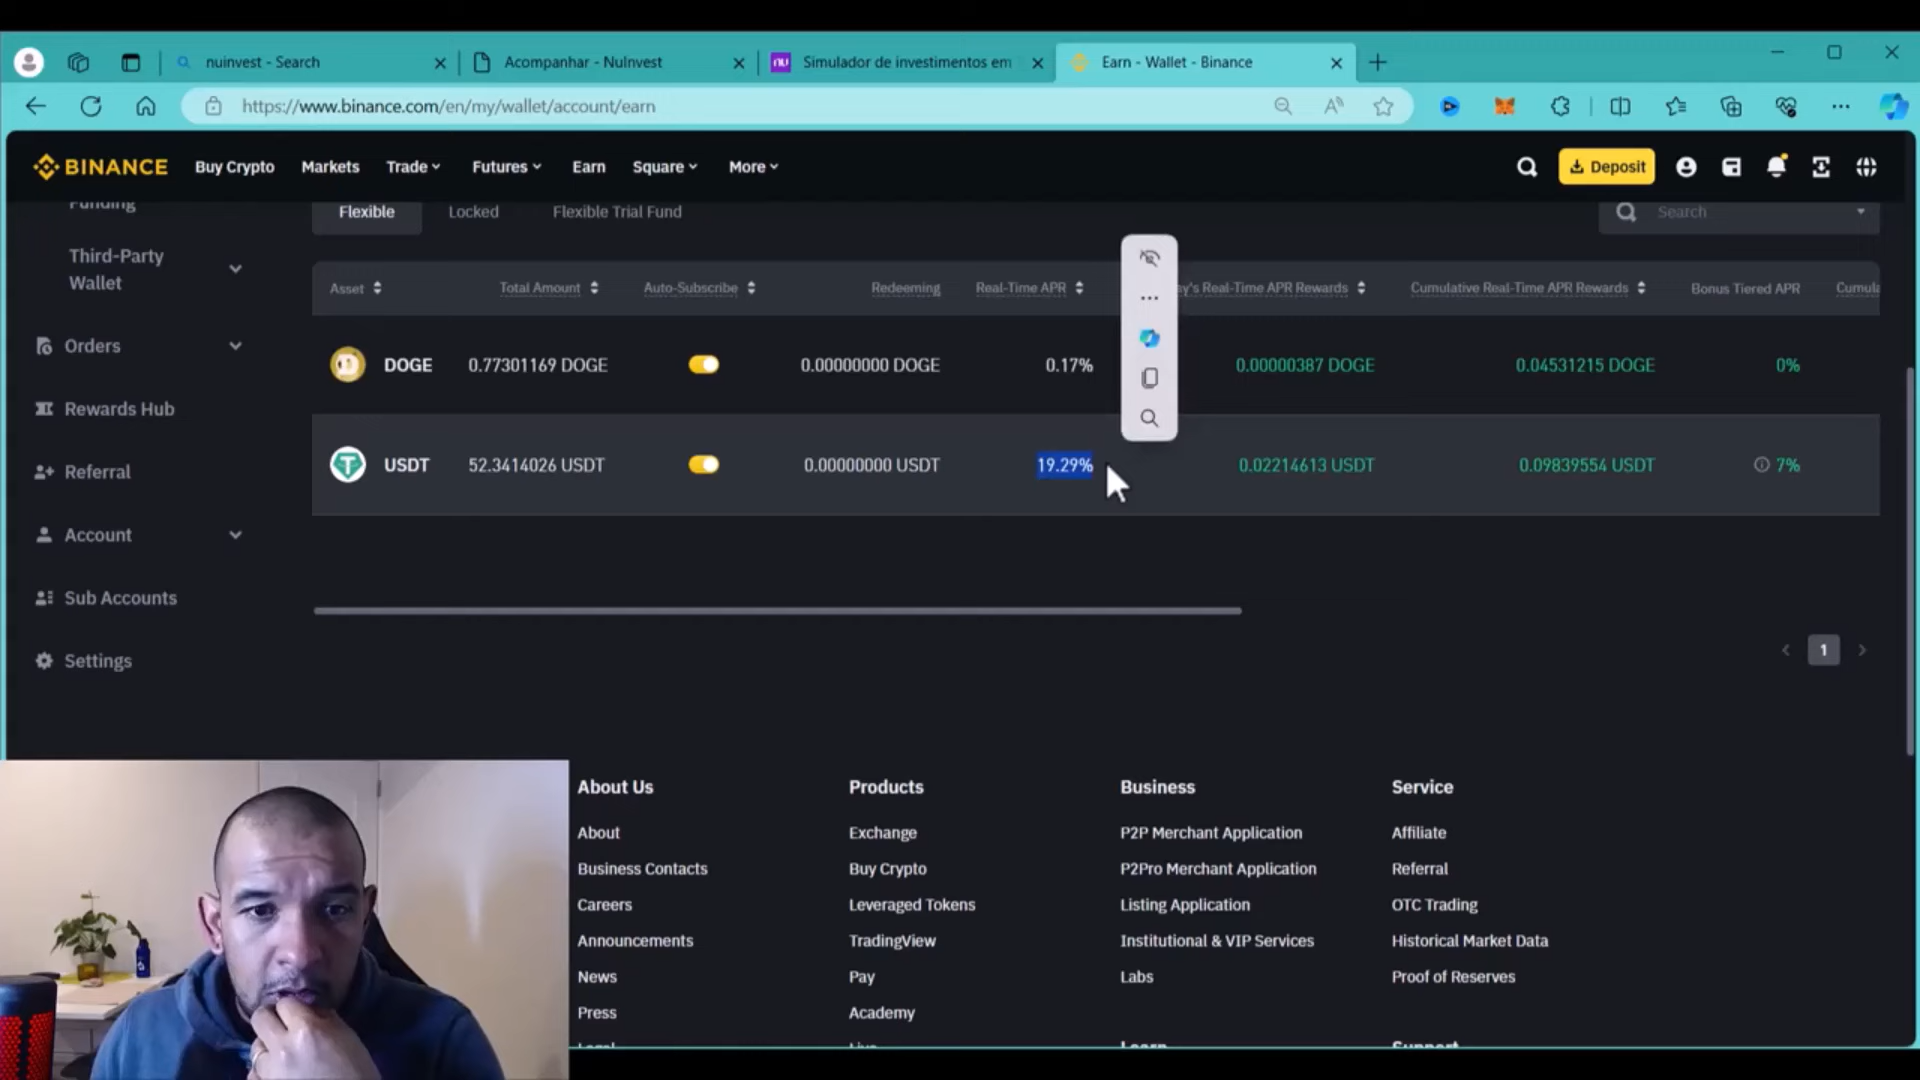 nuinvest - Search
Acompanhar - NuInvest
nu Simulador de investimentos em
Earn - Wallet - Binance
https://www.binance.com/en/my/wallet/account/earn
BINANCE Buy Crypto Markets Trade Futures Earn Square More Deposit
Funding
Third-Party
Wallet
Orders
Rewards Hub
Referral
Account
Sub Accounts
Settings
Flexible Locked Flexible Trial Fund Search
Asset Total Amount Auto-Subscribe Redeeming Real-Time APR y's Real-Time APR Rewards Cumulative Real-Time APR Rewards Bonus Tiered APR Cumula
DOGE 0.77301169 DOGE 0.00000000 DOGE 0.17% 0.00000387 DOGE 0.04531215 DOGE 0%
USDT 52.3414026 USDT 0.00000000 USDT 19.29% 0.02214613 USDT 0.09839554 USDT 7%
1
About Us
About
Business Contacts
Careers
Announcements
News
Press
Legal
Products
Exchange
Buy Crypto
Leveraged Tokens
TradingView
Pay
Academy
Live
Business
P2P Merchant Application
P2Pro Merchant Application
Listing Application
Institutional & VIP Services
Labs
Learn
Service
Affiliate
Referral
OTC Trading
Historical Market Data
Proof of Reserves
Support